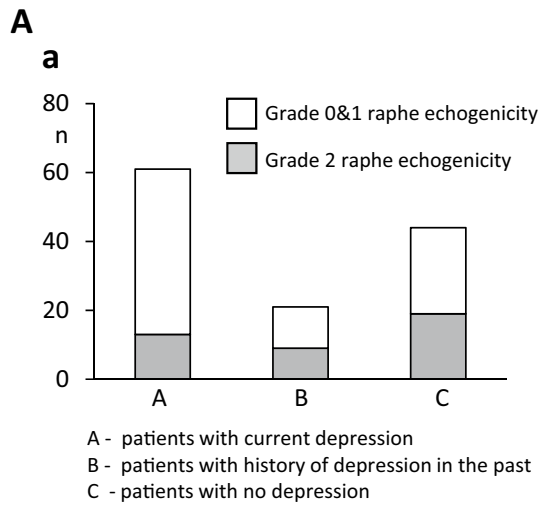 A
a
80
n
60
40
20
0
Grade 0&1 raphe echogenicity
Grade 2 raphe echogenicity
A B C
A - patients with current depression
B - patients with history of depression in the past
C - patients with no depression